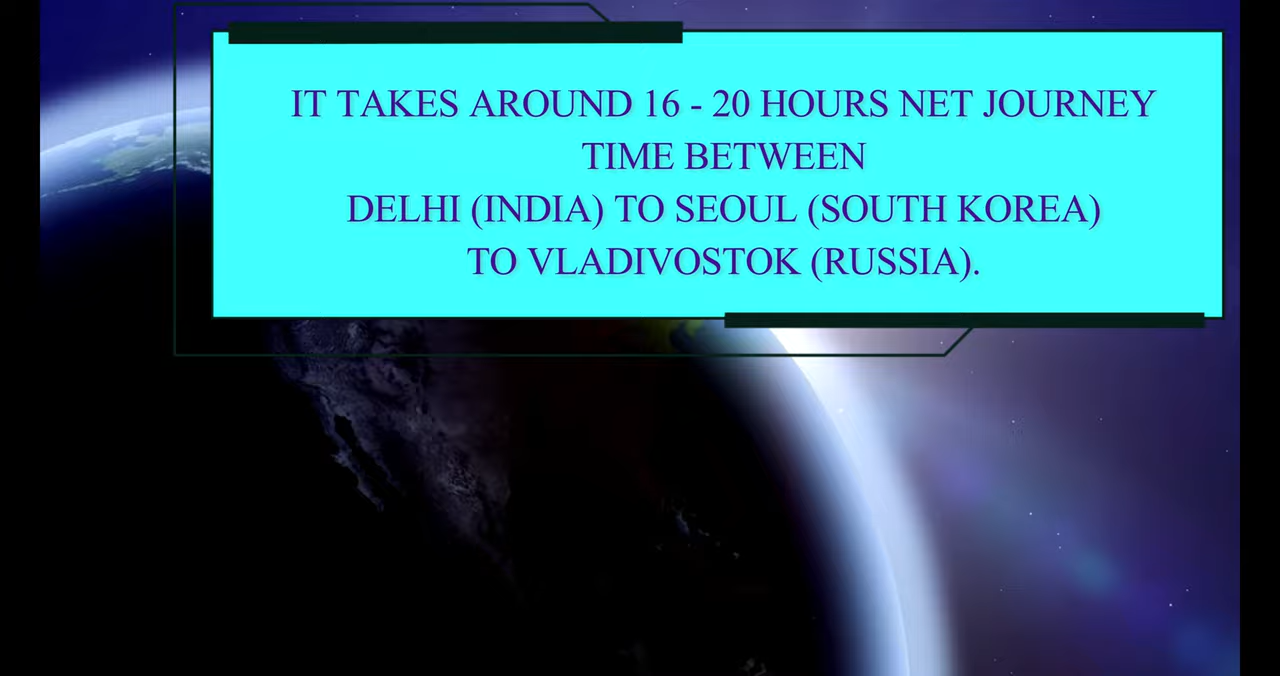 IT TAKES AROUND 16 - 20 HOURS NET JOURNEY
TIME BETWEEN
DELHI (INDIA) TO SEOUL (SOUTH KOREA)
TO VLADIVOSTOK (RUSSIA).